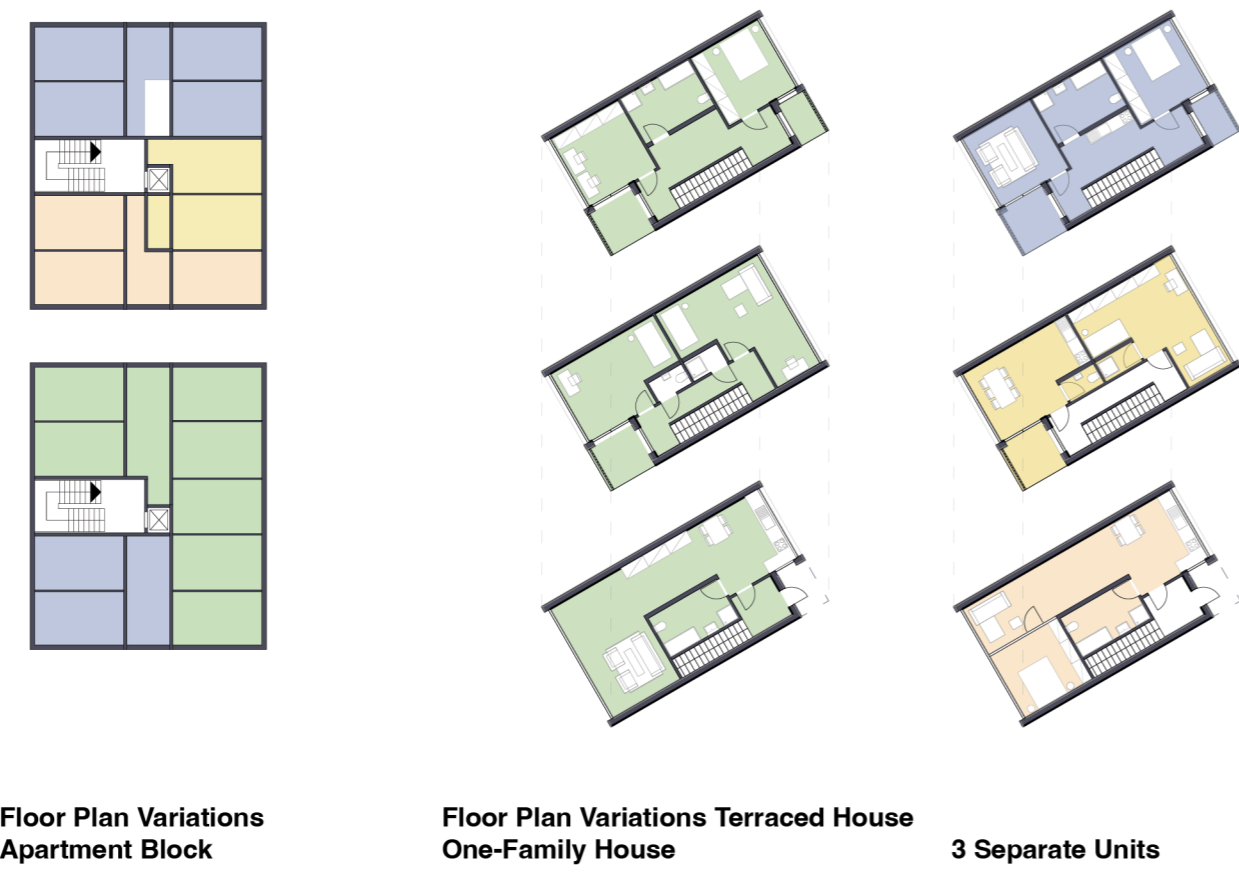 Floor Plan Variations
Apartment Block
Floor Plan Variations Terraced House
One-Family House
3 Separate Units